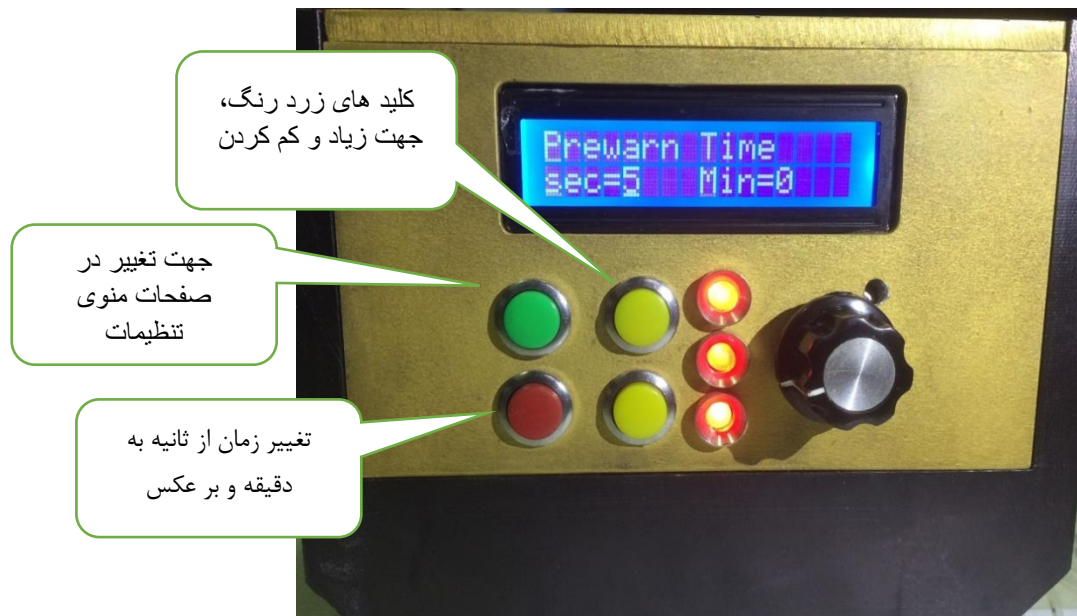 کلید های زرد رنگ،
جهت زیاد و کم کردن
Prewarn Time
sec=5 Min=0
جهت تغییر در
صفحات منوی
تنظیمات
تغییر زمان از ثانیه به
دقیقه و بر عکس